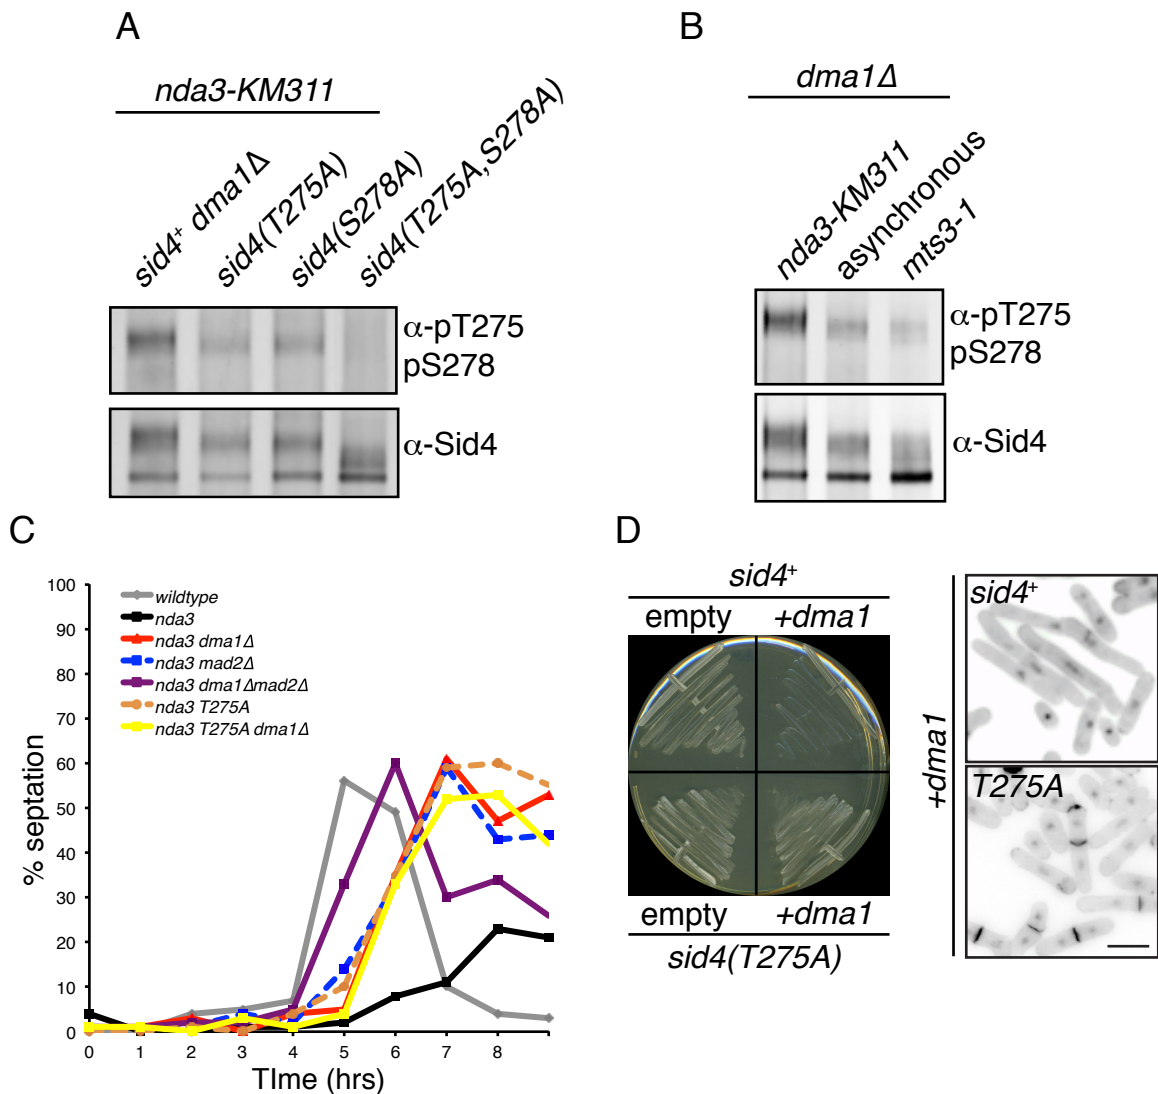 A
nda3-KM311
sid4⁺ dma1Δ
sid4(T275A)
sid4(S278A)
sid4(T275A,S278A)
α-pT275
pS278
α-Sid4
B
dma1Δ
nda3-KM311
asynchronous
mts3-1
α-pT275
pS278
α-Sid4
C
100
90
80
70
60
50
40
30
20
10
0
% septation
wildtype
nda3
nda3 dma1Δ
nda3 mad2Δ
nda3 dma1Δmad2Δ
nda3 T275A
nda3 T275A dma1Δ
0 1 2 3 4 5 6 7 8
TIme (hrs)
D
sid4⁺
empty +dma1
empty +dma1
sid4(T275A)
+dma1
sid4⁺
T275A